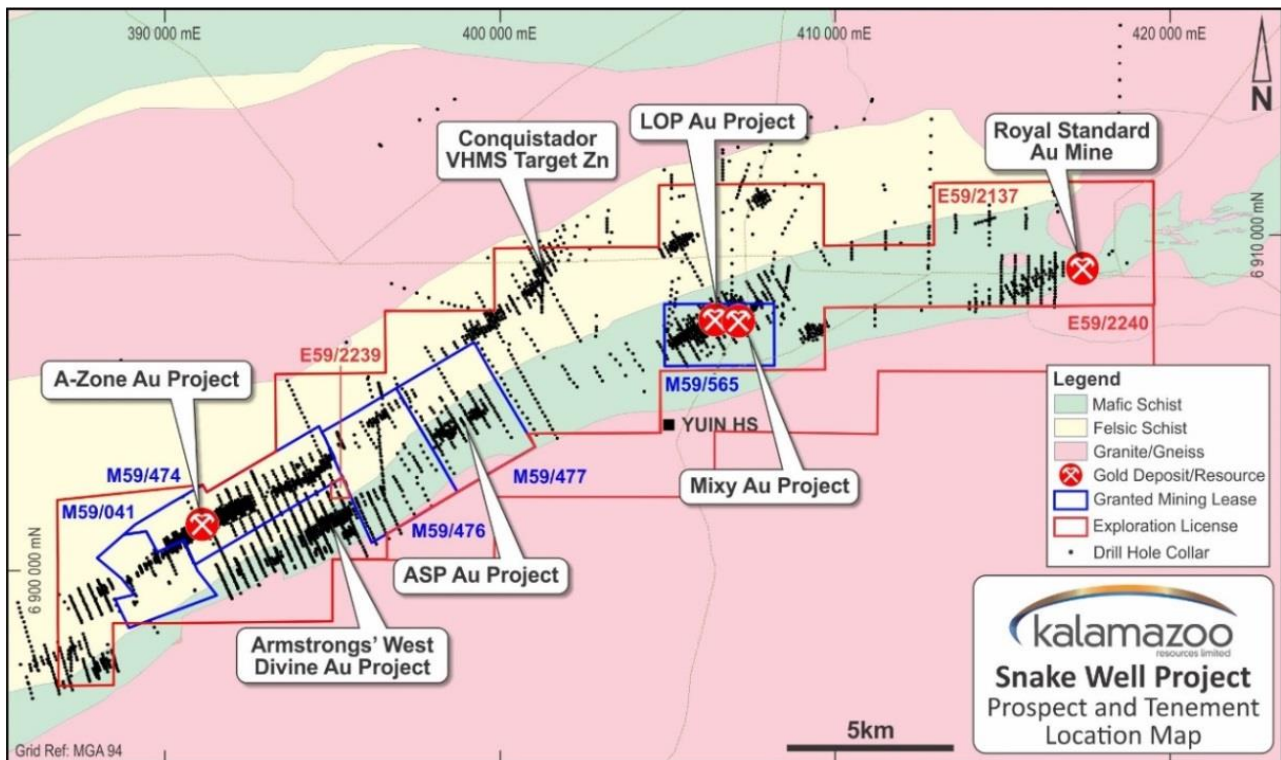 390 000 mE
400 000 mE
410 000 mE
420 000 mE
N
LOP Au Project
Conquistador
VHMS Target Zn
Royal Standard
Au Mine
E59/2137
6 910 000 mN
E59/2239
E59/2240
A-Zone Au Project
M59/565
YUIN HS
M59/474
M59/041
M59/477
Mixy Au Project
M59/476
ASP Au Project
6 900 000 mN
Armstrongs' West
Divine Au Project
Legend
Mafic Schist
Felsic Schist
Granite/Gneiss
Gold Deposit/Resource
Granted Mining Lease
Exploration License
Drill Hole Collar
kalamazoo
resources limited
Snake Well Project
Prospect and Tenement
Location Map
5km
Grid Ref: MGA 94